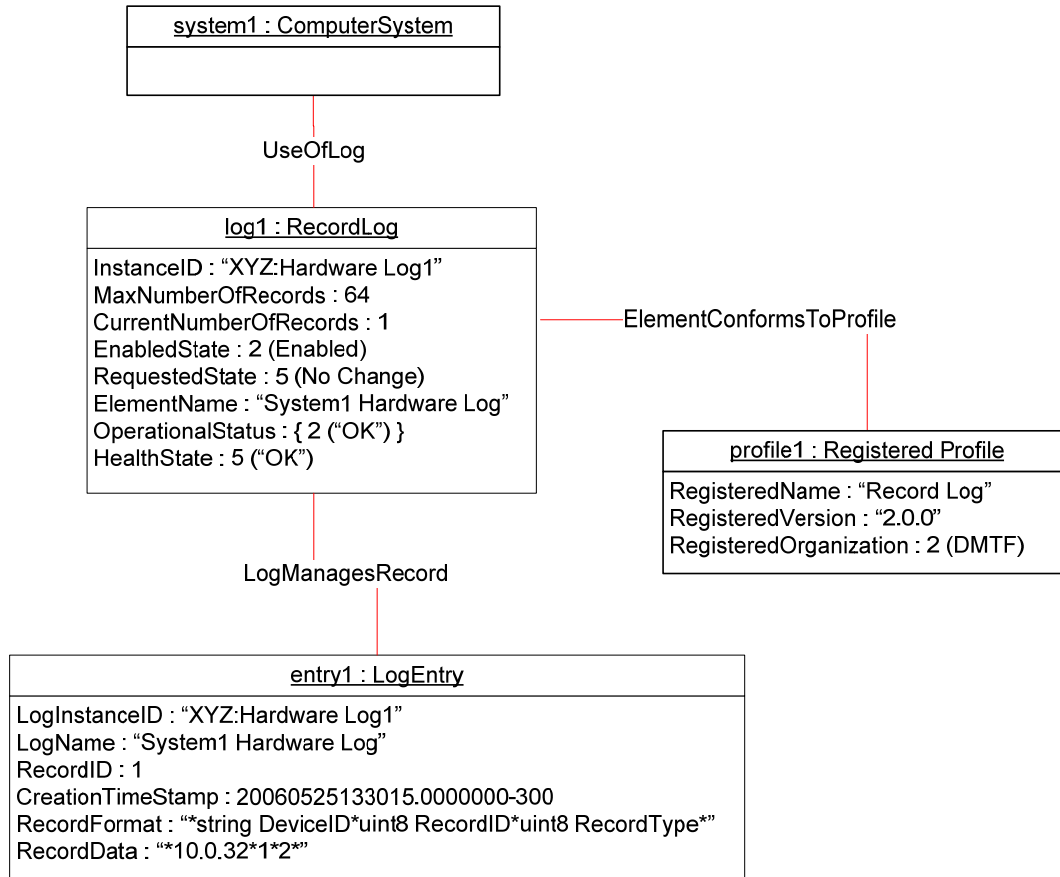 system1 : ComputerSystem
UseOfLog
log1 : RecordLog
InstanceID : “XYZ:Hardware Log1”
MaxNumberOfRecords : 64
CurrentNumberOfRecords : 1
EnabledState : 2 (Enabled)
RequestedState : 5 (No Change)
ElementName : “System1 Hardware Log”
OperationalStatus : { 2 (“OK”) }
HealthState : 5 (“OK”)
ElementConformsToProfile
profile1 : Registered Profile
RegisteredName : “Record Log”
RegisteredVersion : “2.0.0”
RegisteredOrganization : 2 (DMTF)
LogManagesRecord
entry1 : LogEntry
LogInstanceID : “XYZ:Hardware Log1”
LogName : “System1 Hardware Log”
RecordID : 1
CreationTimeStamp : 20060525133015.0000000-300
RecordFormat : “*string DeviceID*uint8 RecordID*uint8 RecordType*”
RecordData : “*10.0.32*1*2*”